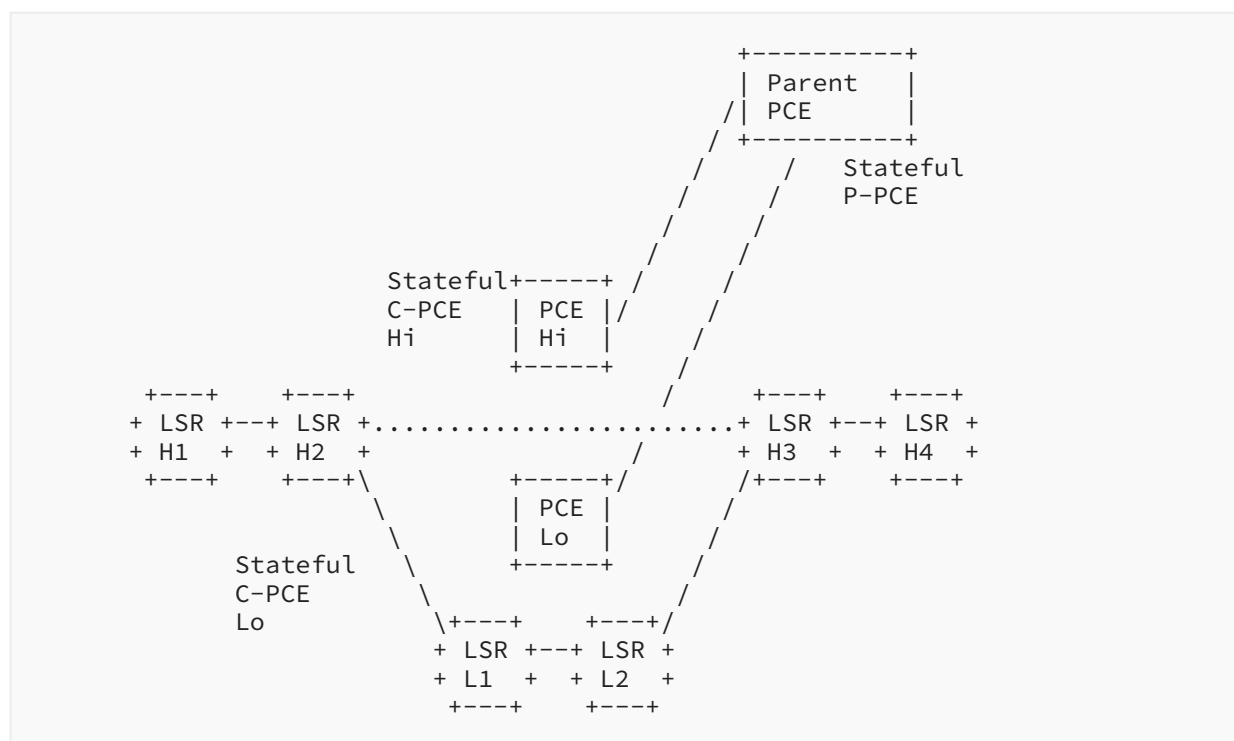 +----------+
| Parent   |
/| PCE      |
/ +----------+
/     /   Stateful
/     /    P-PCE
/     /
/     /
Stateful+-----+ /     /
C-PCE   | PCE |/     /
Hi      | Hi  |     /
+-----+    /
+---+    +---+                     /     +---+    +---+
+ LSR +--+ LSR +........................+ LSR +--+ LSR +
+ H1  +  + H2  +                 /      + H3  +  + H4  +
+---+    +---+\         +-----+/       /+---+    +---+
\        | PCE |       /
\       | Lo  |      /
Stateful        \      +-----+     /
C-PCE            \                /
Lo                \+---+    +---+/
+ LSR +--+ LSR +
+ L1  +  + L2  +
+---+    +---+